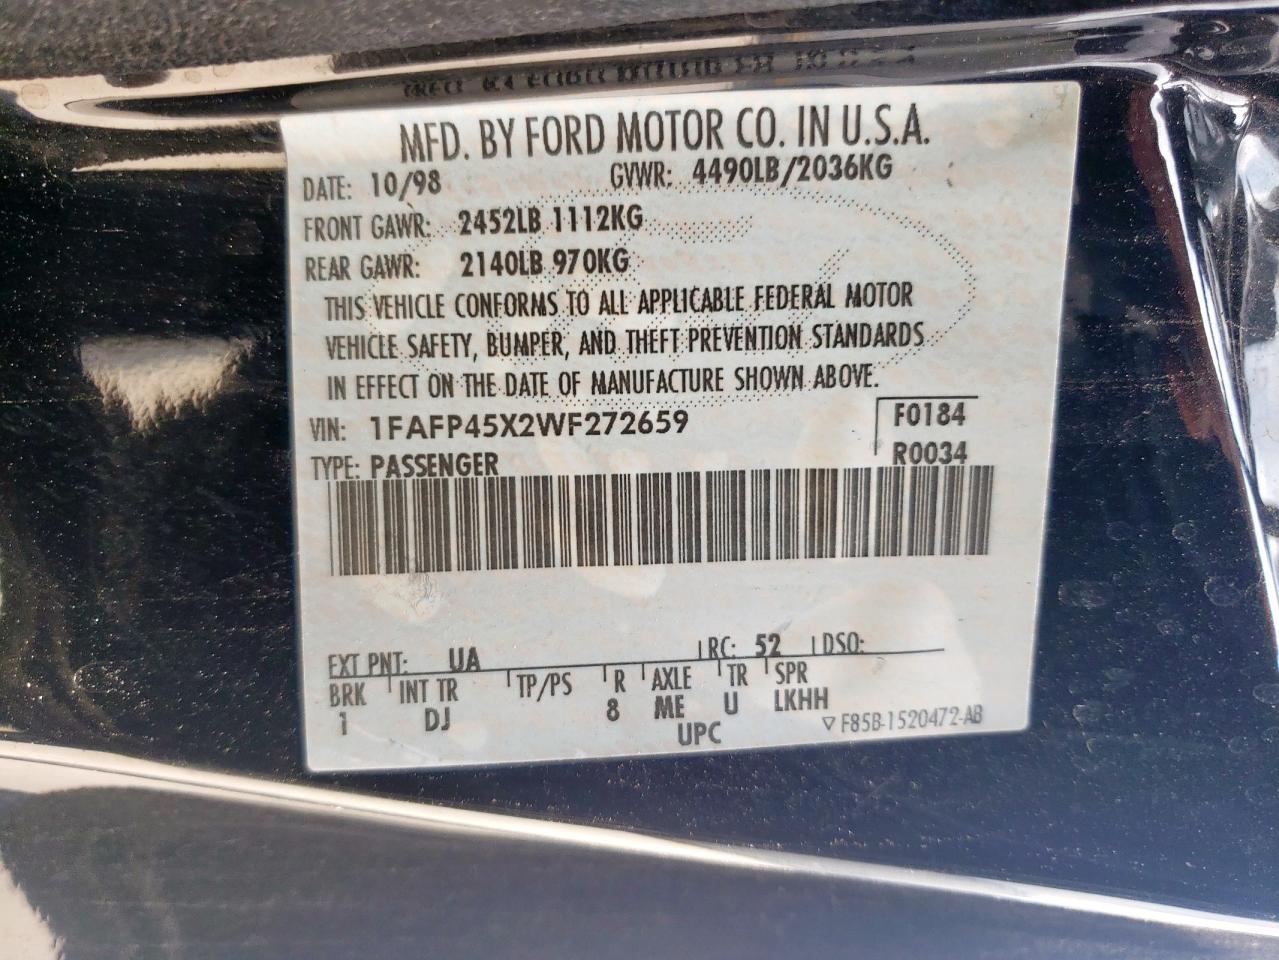 MFD. BY FORD MOTOR CO. IN U.S.A.
DATE: 10/98 GVWR: 4490LB/2036KG
FRONT GAWR: 2452LB 1112KG
REAR GAWR: 2140LB 970KG
THIS VEHICLE CONFORMS TO ALL APPLICABLE FEDERAL MOTOR
VEHICLE SAFETY, BUMPER, AND THEFT PREVENTION STANDARDS
IN EFFECT ON THE DATE OF MANUFACTURE SHOWN ABOVE.
VIN: 1FAFP45X2WF272659 F0184
TYPE: PASSENGER R0034
EXT PNT: UA RC: 52 DSO:
BRK INT TR TP/PS R AXLE TR SPR
1 DJ 8 ME U LKHH
UPC ▽ F85B-1520472-AB